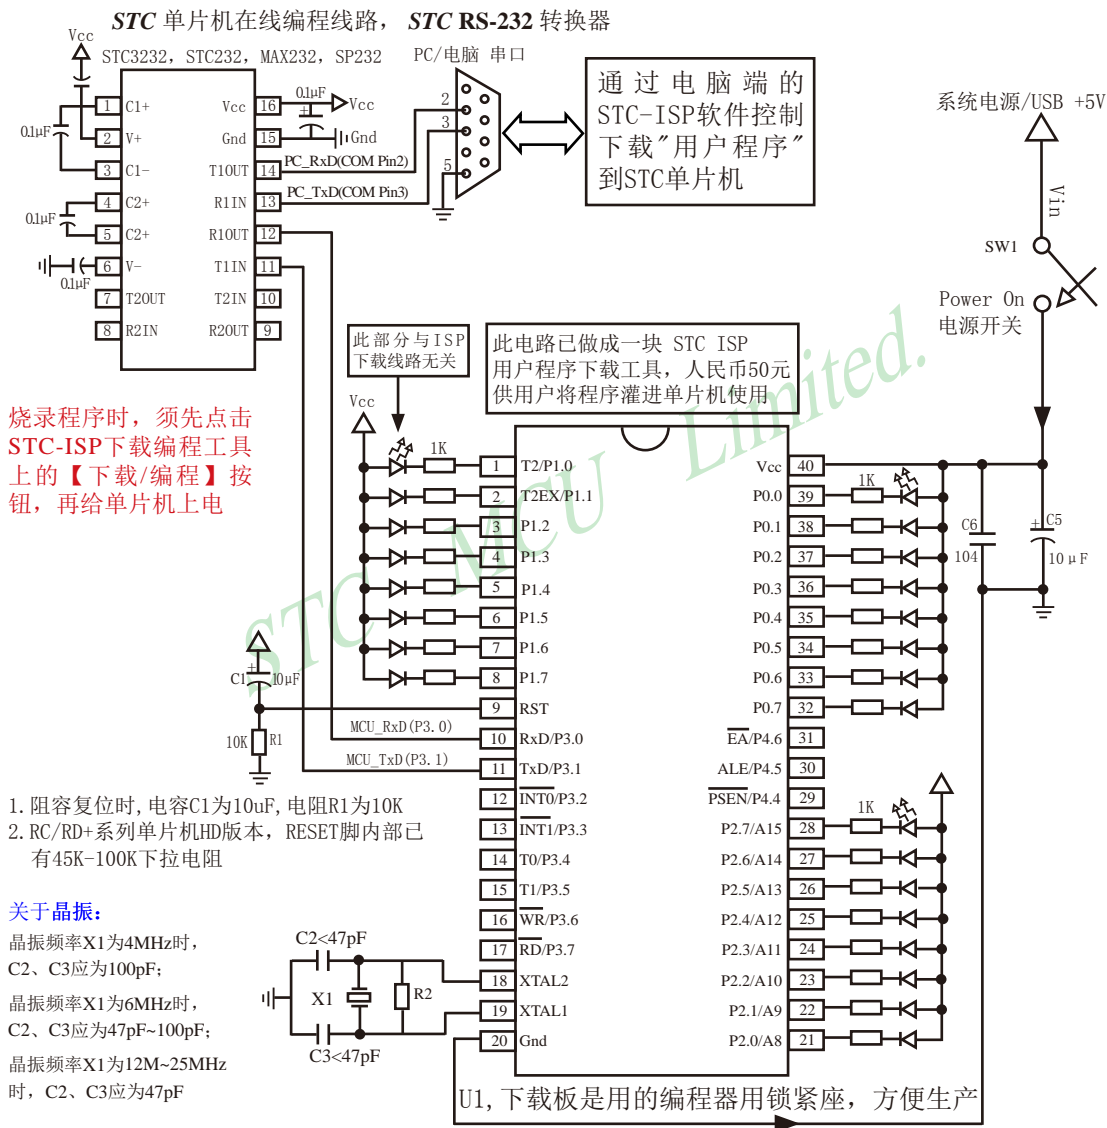 STC 单片机在线编程线路， STC RS-232 转换器
Vcc
STC3232, STC232, MAX232, SP232
PC/电脑 串口
0.1μF
1 C1+
2 V+
3 C1-
4 C2+
5 C2+
6 V-
7 T2OUT
8 R2IN
0.1μF
0.1μF
Vcc 16
Gnd 15
T1OUT 14
R1IN 13
R1OUT 12
T1IN 11
T2IN 10
R2OUT 9
0.1μF
Vcc
Gnd
PC_RxD(COM Pin2)
PC_TxD(COM Pin3)
2
3
5
通过电脑端的
STC-ISP软件控制
下载"用户程序"
到STC单片机
系统电源/USB +5V
Vin
SW1
Power On
电源开关
此部分与ISP
下载线路无关
此电路已做成一块 STC ISP
用户程序下载工具，人民币50元
供用户将程序灌进单片机使用
烧录程序时，须先点击
STC-ISP下载编程工具
上的【下载/编程】按
钮，再给单片机上电
Vcc
1K
1 T2/P1.0
2 T2EX/P1.1
3 P1.2
4 P1.3
5 P1.4
6 P1.5
7 P1.6
8 P1.7
9 RST
10 RxD/P3.0
11 TxD/P3.1
12 INT0/P3.2
13 INT1/P3.3
14 T0/P3.4
15 T1/P3.5
16 WR/P3.6
17 RD/P3.7
18 XTAL2
19 XTAL1
20 Gnd
Vcc 40
P0.0 39
P0.1 38
P0.2 37
P0.3 36
P0.4 35
P0.5 34
P0.6 33
P0.7 32
EA/P4.6 31
ALE/P4.5 30
PSEN/P4.4 29
P2.7/A15 28
P2.6/A14 27
P2.5/A13 26
P2.4/A12 25
P2.3/A11 24
P2.2/A10 23
P2.1/A9 22
P2.0/A8 21
1K
1K
C6
104
+ C5
10μF
+
C1 10μF
10K R1
MCU_RxD(P3.0)
MCU_TxD(P3.1)
STC MCU Limited.
1.阻容复位时,电容C1为10uF,电阻R1为10K
2.RC/RD+系列单片机HD版本，RESET脚内部已
有45K-100K下拉电阻
关于晶振：
晶振频率X1为4MHz时，
C2、C3应为100pF；
晶振频率X1为6MHz时，
C2、C3应为47pF~100pF；
晶振频率X1为12M~25MHz
时，C2、C3应为47pF
C2<47pF
X1
R2
C3<47pF
U1,下载板是用的编程器用锁紧座，方便生产